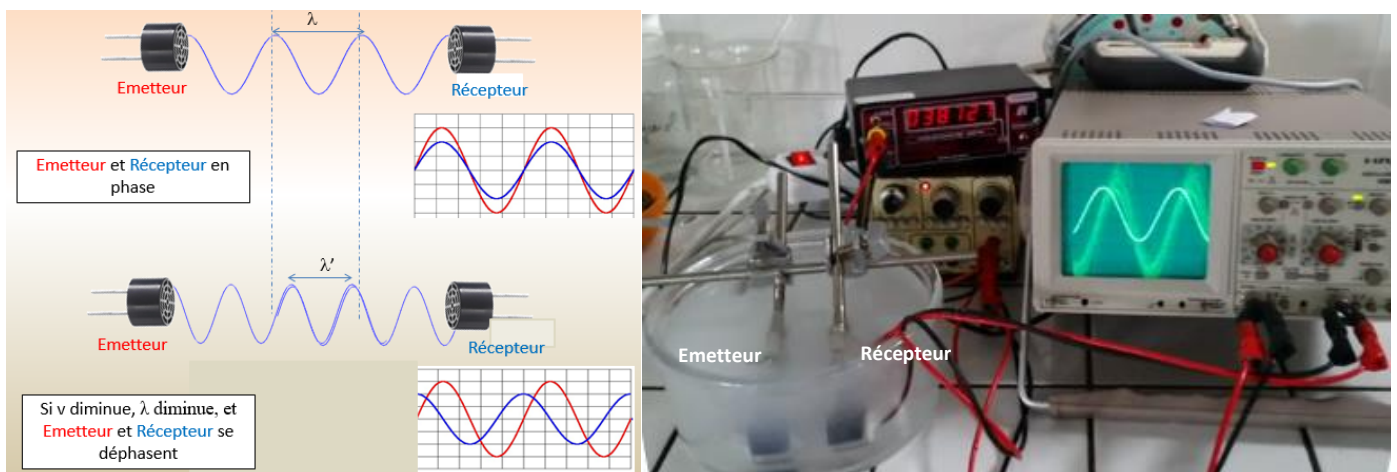 λ
Emetteur
Récepteur
Emetteur et Récepteur en
phase
λ'
Emetteur
Récepteur
Si v diminue, λ diminue, et
Emetteur et Récepteur se
déphasent
Emetteur
Récepteur